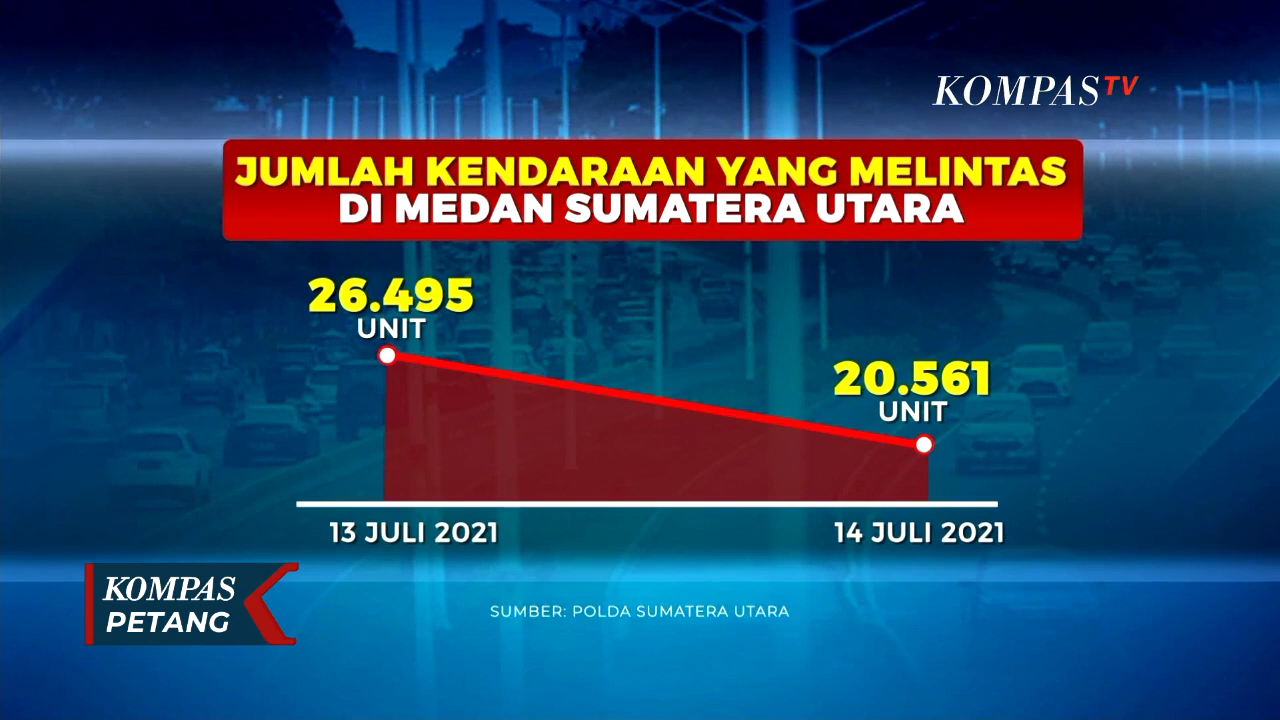 KOMPASTV
JUMLAH KENDARAAN YANG MELINTAS
DI MEDAN SUMATERA UTARA
26.495
UNIT
20.561
UNIT
13 JULI 2021
14 JULI 2021
KOMPAS
PETANG
SUMBER: POLDA SUMATERA UTARA